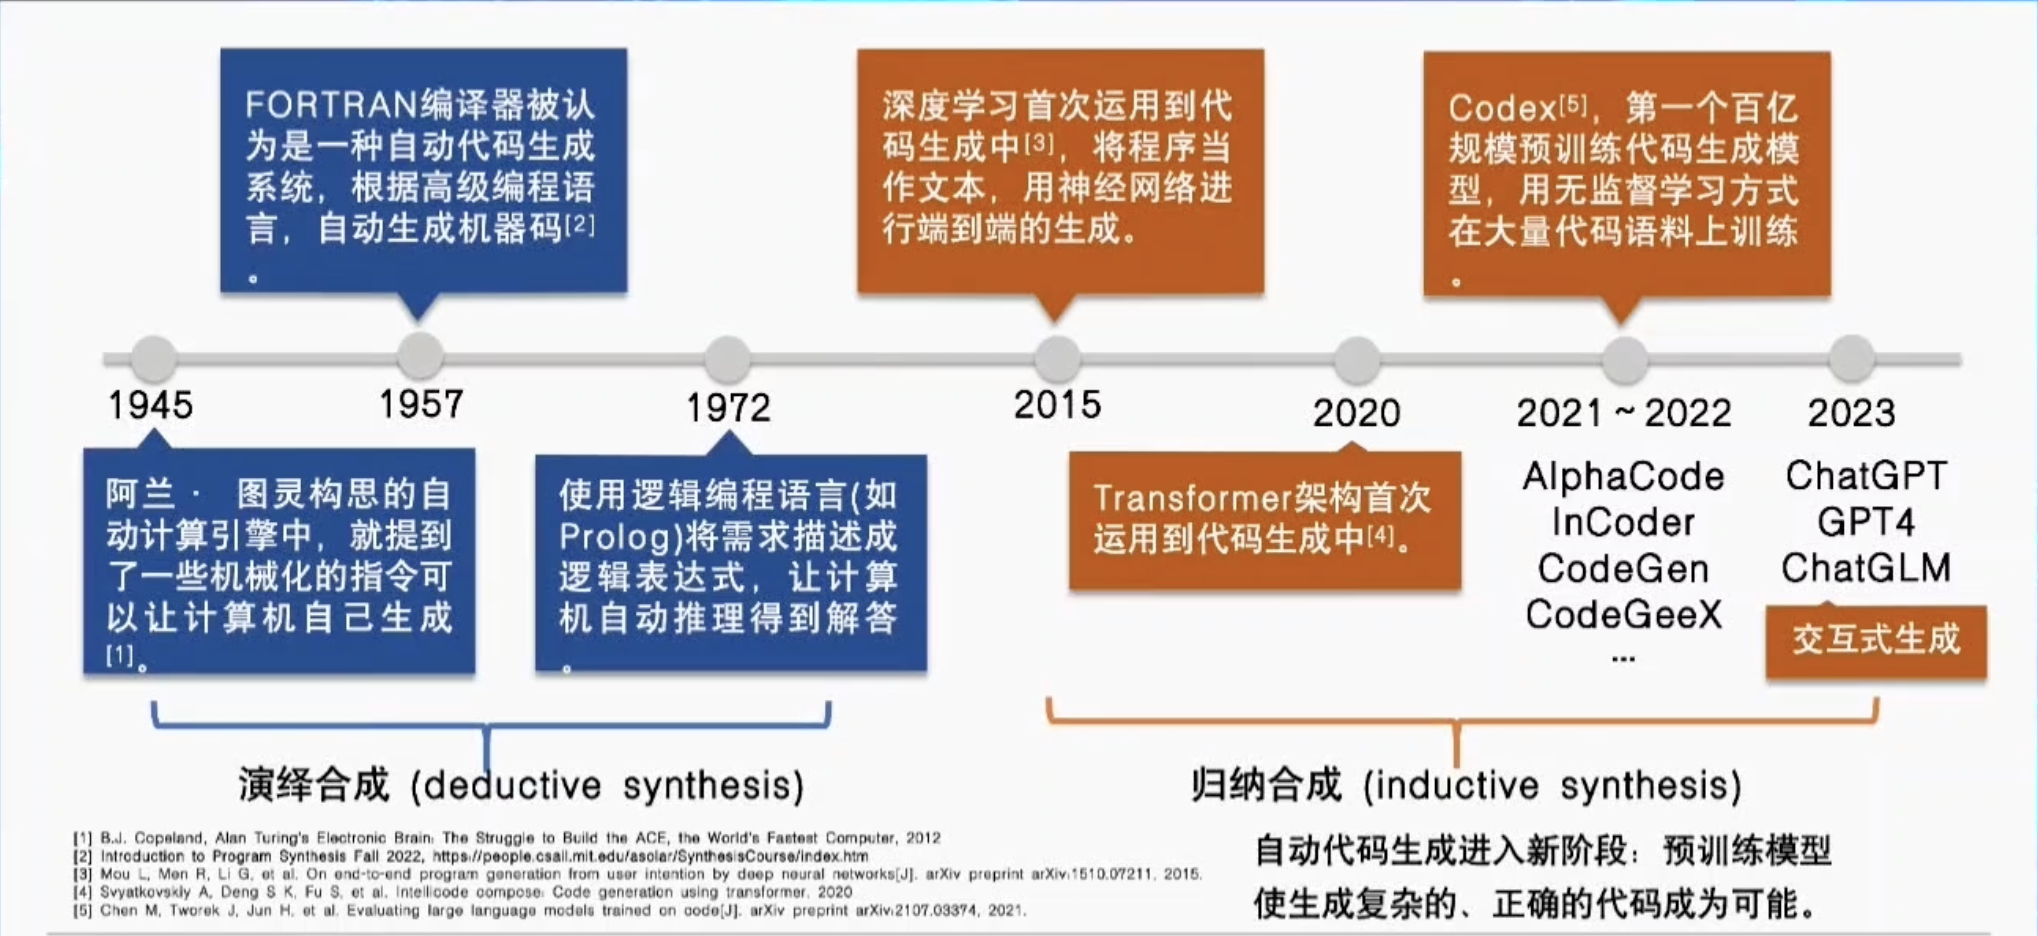 FORTRAN编译器被认
为是一种自动代码生成
系统，根据高级编程语
言，自动生成机器码[2]
。
深度学习首次运用到代
码生成中[3]，将程序当
作文本，用神经网络进
行端到端的生成。
Codex[5]，第一个百亿
规模预训练代码生成模
型，用无监督学习方式
在大量代码语料上训练
。
1945
1957
1972
2015
2020
2021~2022
2023
阿兰· 图灵构思的自
动计算引擎中，就提到
了一些机械化的指令可
以让计算机自己生成
[1]。
使用逻辑编程语言(如
Prolog)将需求描述成
逻辑表达式，让计算
机自动推理得到解答
。
Transformer架构首次
运用到代码生成中[4]。
AlphaCode
InCoder
CodeGen
CodeGeeX
...
ChatGPT
GPT4
ChatGLM
交互式生成
演绎合成 (deductive synthesis)
归纳合成 (inductive synthesis)
自动代码生成进入新阶段：预训练模型
使生成复杂的、正确的代码成为可能。
[1] B.J. Copeland, Alan Turing's Electronic Brain: The Struggle to Build the ACE, the World's Fastest Computer, 2012
[2] Introduction to Program Synthesis Fall 2022, https://people.csail.mit.edu/asolar/SynthesisCourse/index.htm
[3] Mou L, Men R, Li G, et al. On end-to-end program generation from user intention by deep neural networks[J]. arXiv preprint arXiv:1510.07211, 2015.
[4] Svyatkovskiy A, Deng S K, Fu S, et al. Intellicode compose: Code generation using transformer. 2020
[5] Chen M, Tworek J, Jun H, et al. Evaluating large language models trained on code[J]. arXiv preprint arXiv:2107.03374, 2021.